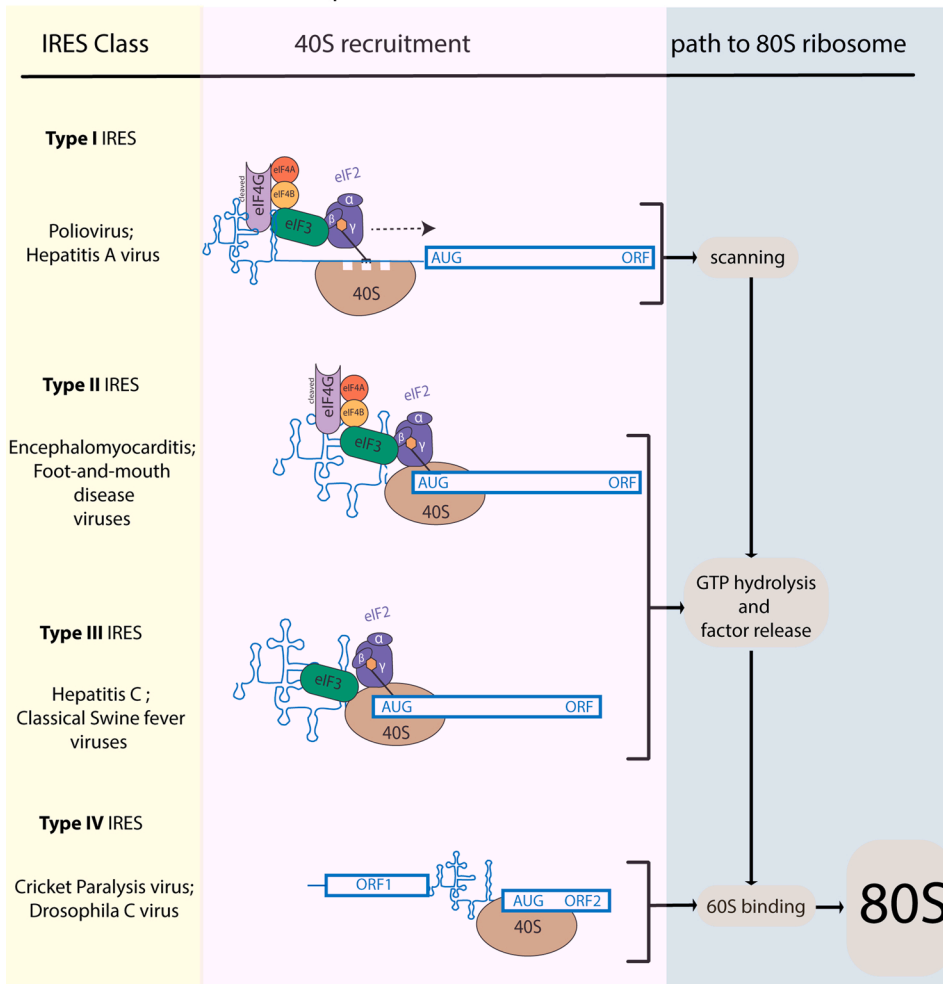 IRES Class
40S recruitment
path to 80S ribosome
Type I IRES
Poliovirus;
Hepatitis A virus
cleaved
eIF4G
eIF4A
eIF4B
eIF3
eIF2
α
β
γ
40S
AUG
ORF
scanning
Type II IRES
Encephalomyocarditis;
Foot-and-mouth
disease
viruses
cleaved
eIF4G
eIF4A
eIF4B
eIF3
eIF2
α
β
γ
40S
AUG
ORF
GTP hydrolysis
and
factor release
Type III IRES
Hepatitis C ;
Classical Swine fever
viruses
eIF3
eIF2
α
β
γ
40S
AUG
ORF
Type IV IRES
Cricket Paralysis virus;
Drosophila C virus
ORF1
AUG
ORF2
40S
60S binding
80S